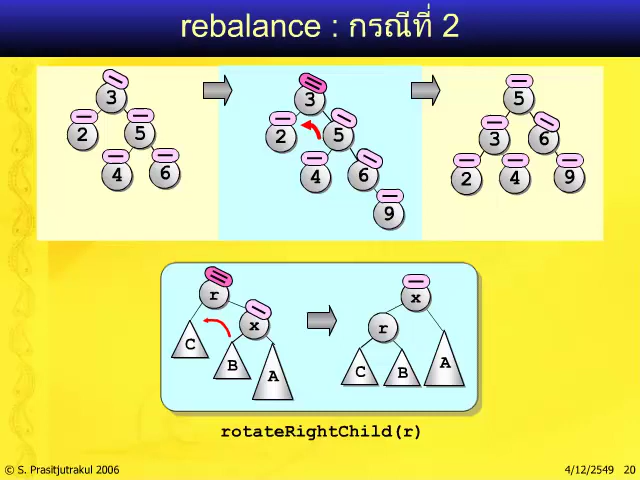 rebalance : กรณีที่ 2
3
2 5
4 6
3
2 5
4 6
9
5
3 6
2 4 9
r
x
C
B
A
x
r
C B A
rotateRightChild(r)
© S. Prasitjutrakul 2006
4/12/2549 20